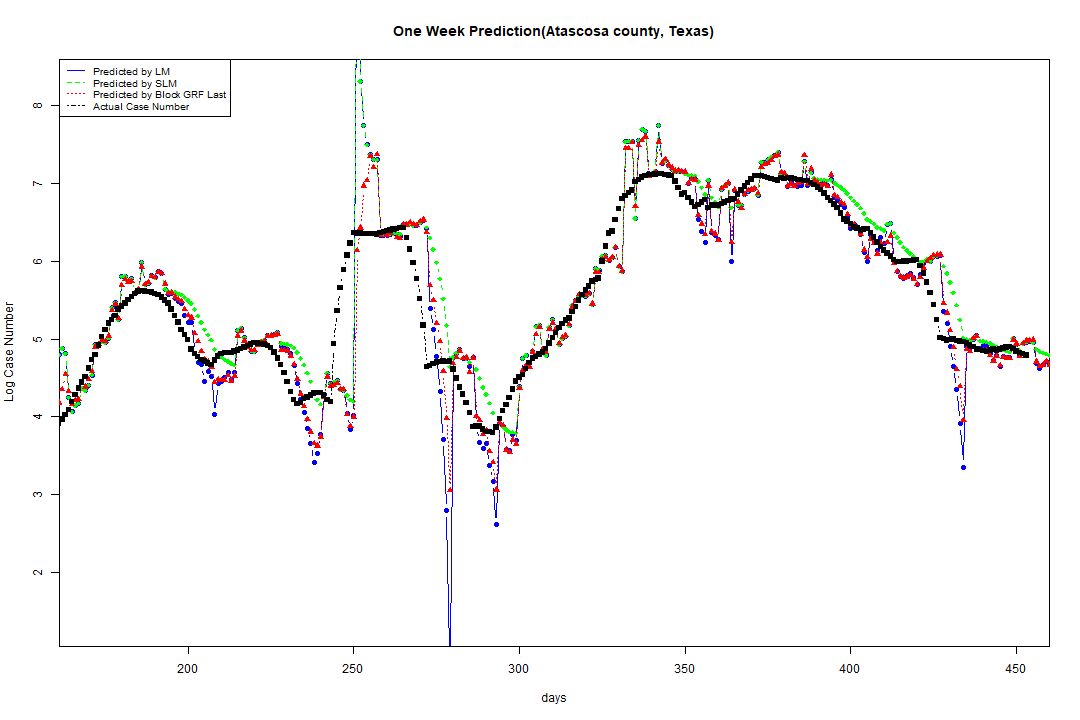 One Week Prediction(Atascosa county, Texas)
Predicted by LM
Predicted by SLM
Predicted by Block GRF Last
Actual Case Number
8
7
6
5
4
3
2
Log Case Number
200 250 300 350 400 450
days